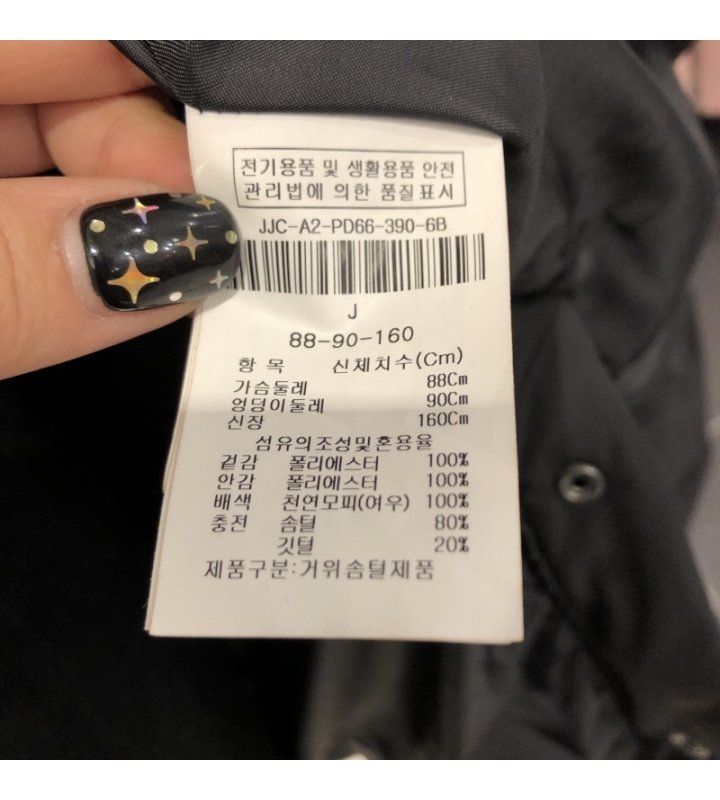 전기용품 및 생활용품 안전
관리법에 의한 품질표시
JJC-A2-PD66-390-6B
J
88-90-160
항 목 신체치수(Cm)
가슴둘레 88Cm
엉덩이둘레 90Cm
신장 160Cm
섬유의조성및혼용율
겉감 폴리에스터 100%
안감 폴리에스터 100%
배색 천연모피(여우) 100%
충전 솜털 80%
깃털 20%
제품구분:거위솜털제품